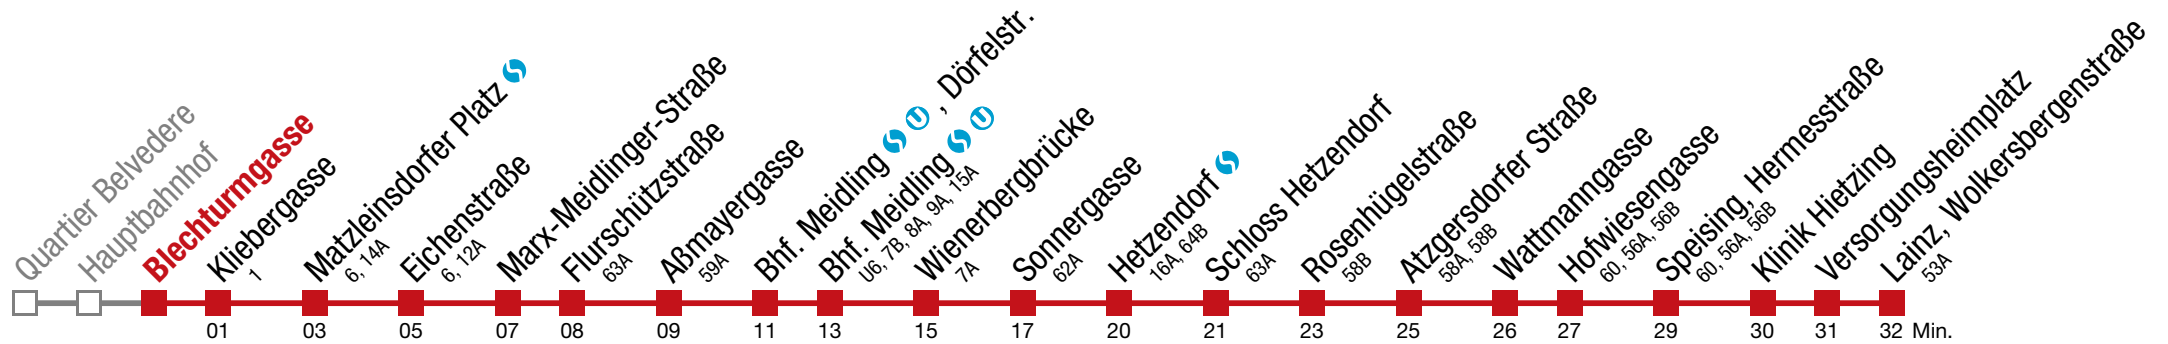 Quartier Belvedere
Hauptbahnhof
Blechturmgasse
Kliebergasse
1
Matzleinsdorfer Platz S
6, 14A
Eichenstraße
6, 12A
Marx-Meidlinger-Straße
Flurschützstraße
63A
Aßmayergasse
59A
Bhf. Meidling S U , Dörfelstr.
Bhf. Meidling S U
U6, 7B, 8A, 9A, 15A
Wienerbergbrücke
7A
Sonnergasse
62A
Hetzendorf S
16A, 64B
Schloss Hetzendorf
63A
Rosenhügelstraße
58B
Atzgersdorfer Straße
58A, 58B
Wattmanngasse
Hofwiesengasse
60, 56A, 56B
Speising, Hermesstraße
60, 56A, 56B
Klinik Hietzing
Versorgungsheimplatz
Lainz, Wolkersbergenstraße
53A
01 03 05 07 08 09 11 13 15 17 20 21 23 25 26 27 29 30 31 32 Min.